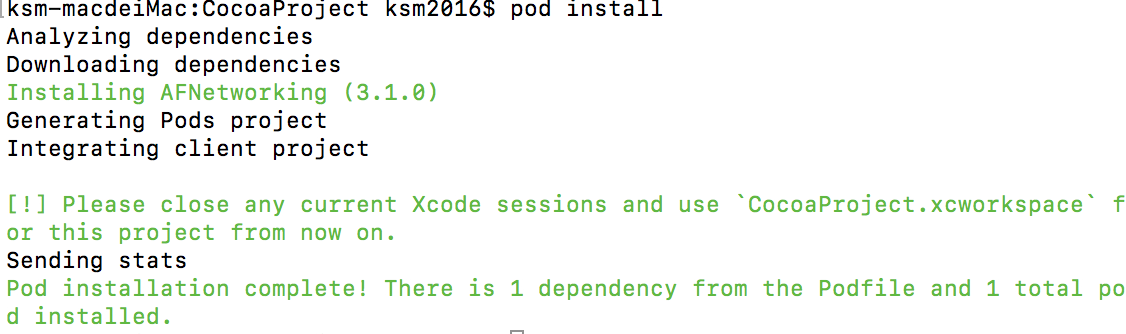 ksm-macdeiMac:CocoaProject ksm2016$ pod install
Analyzing dependencies
Downloading dependencies
Installing AFNetworking (3.1.0)
Generating Pods project
Integrating client project
[!] Please close any current Xcode sessions and use `CocoaProject.xcworkspace` f
or this project from now on.
Sending stats
Pod installation complete! There is 1 dependency from the Podfile and 1 total po
d installed.